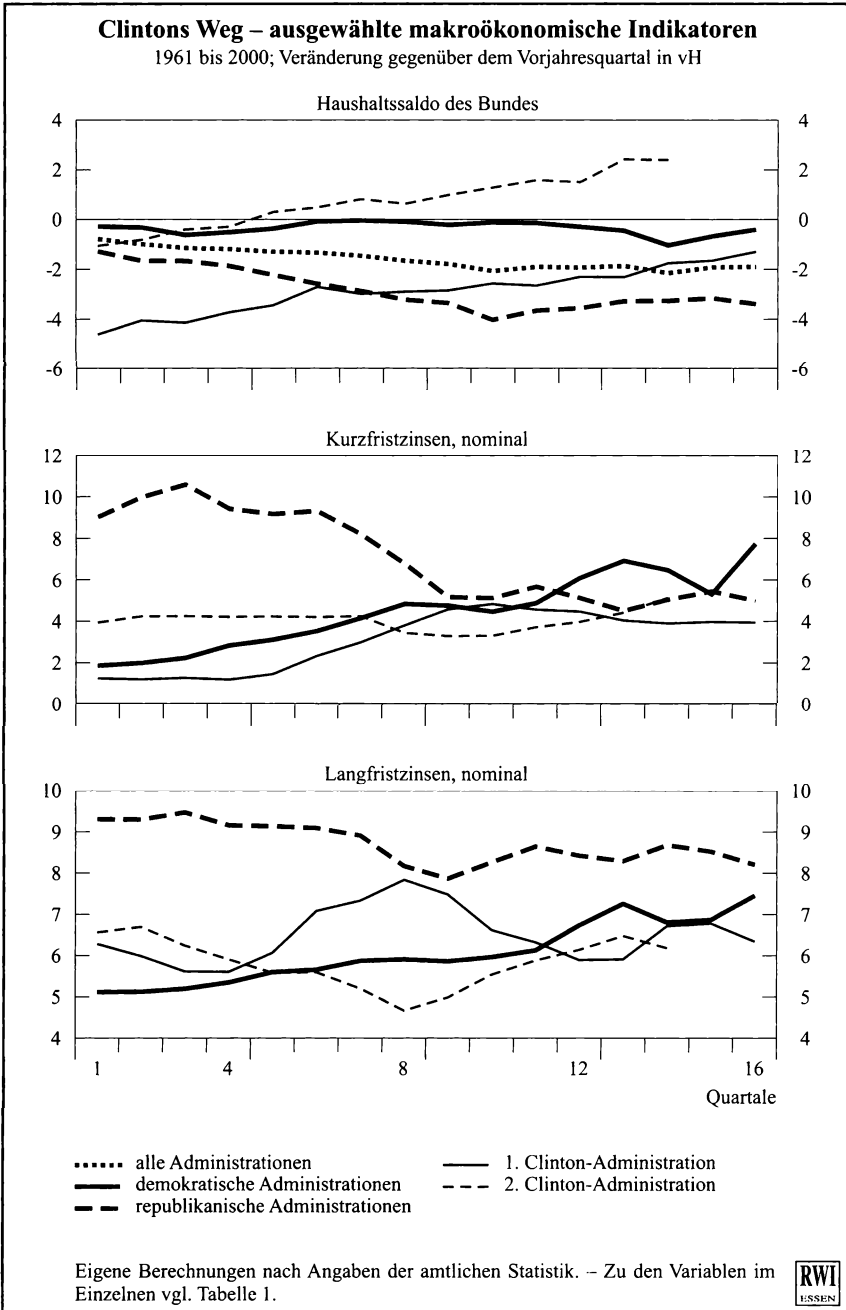 Clintons Weg – ausgewählte makroökonomische Indikatoren
1961 bis 2000; Veränderung gegenüber dem Vorjahresquartal in vH
Haushaltssaldo des Bundes
4 4
2 2
0 0
-2 -2
-4 -4
-6 -6
Kurzfristzinsen, nominal
12 12
10 10
8 8
6 6
4 4
2 2
0 0
Langfristzinsen, nominal
10 10
9 9
8 8
7 7
6 6
5 5
4 4
1 4 8 12 16
Quartale
alle Administrationen
demokratische Administrationen
republikanische Administrationen
1. Clinton-Administration
2. Clinton-Administration
Eigene Berechnungen nach Angaben der amtlichen Statistik. – Zu den Variablen im
Einzelnen vgl. Tabelle 1.
RWI
ESSEN